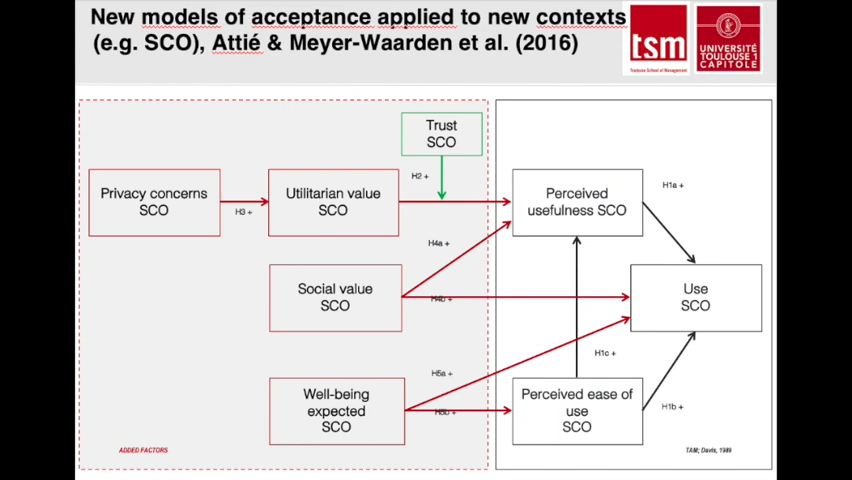 New models of acceptance applied to new contexts
(e.g. SCO), Attié & Meyer-Waarden et al. (2016)
tsm
Toulouse School of Management
UNIVERSITÉ
TOULOUSE 1
CAPITOLE
Trust
SCO
H2 +
Privacy concerns
SCO
H3 +
Utilitarian value
SCO
Perceived
usefulness SCO
H1a +
H4a +
Social value
SCO
H4b +
Use
SCO
H1c +
H5a +
Well-being
expected
SCO
H5b +
Perceived ease of
use
SCO
H1b +
ADDED FACTORS
TAM; Davis, 1989